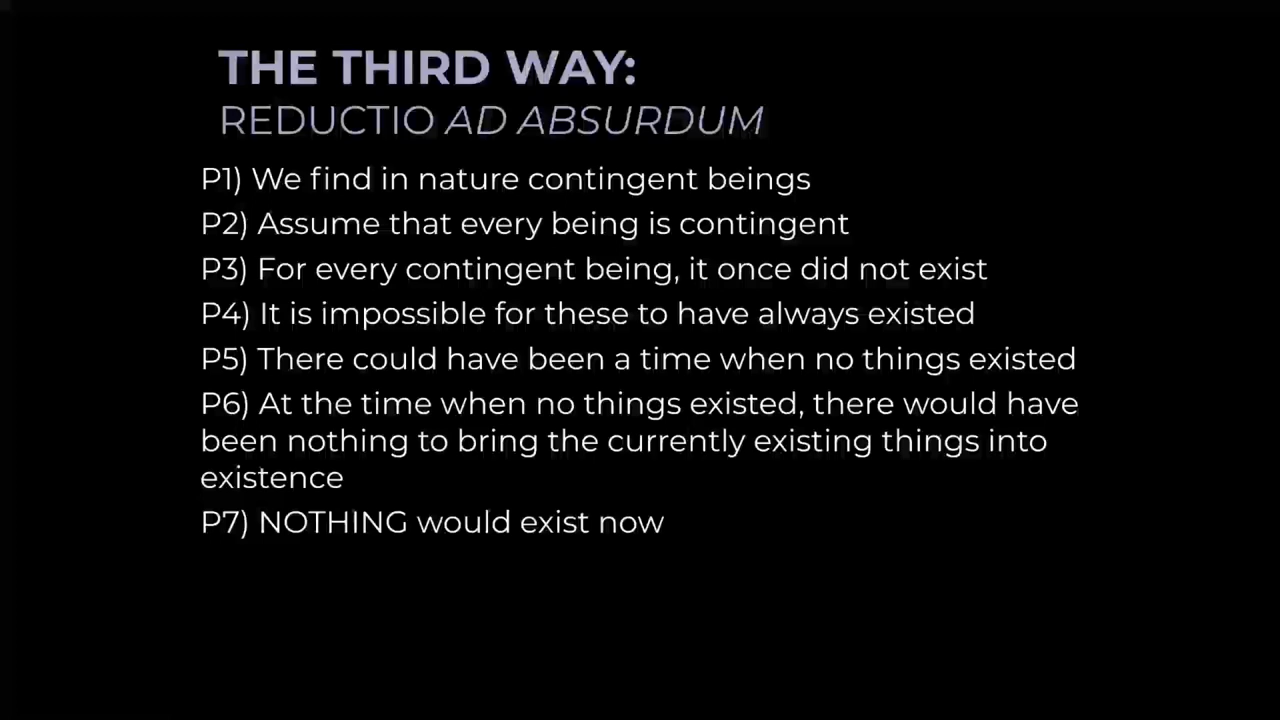 THE THIRD WAY:
REDUCTIO AD ABSURDUM
P1) We find in nature contingent beings
P2) Assume that every being is contingent
P3) For every contingent being, it once did not exist
P4) It is impossible for these to have always existed
P5) There could have been a time when no things existed
P6) At the time when no things existed, there would have
been nothing to bring the currently existing things into
existence
P7) NOTHING would exist now